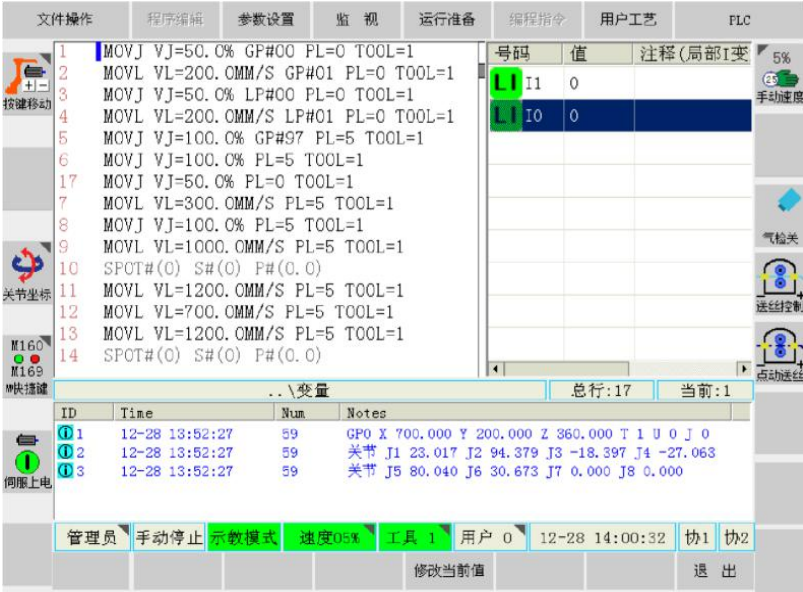 文件操作 程序编辑 参数设置 监 视 运行准备 编程指令 用户工艺 PLC
1 MOVJ VJ=50.0% GP#00 PL=0 TOOL=1
2 MOVL VL=200.0MM/S GP#01 PL=0 TOOL=1
3 MOVJ VJ=50.0% LP#00 PL=0 TOOL=1
4 MOVL VL=200.0MM/S LP#01 PL=0 TOOL=1
5 MOVJ VJ=100.0% GP#97 PL=5 TOOL=1
6 MOVJ VJ=100.0% PL=5 TOOL=1
17 MOVJ VJ=50.0% PL=0 TOOL=1
7 MOVL VL=300.0MM/S PL=5 TOOL=1
8 MOVJ VJ=100.0% PL=5 TOOL=1
9 MOVL VL=1000.0MM/S PL=5 TOOL=1
10 SPOT#(0) S#(0) P#(0.0)
11 MOVL VL=1200.0MM/S PL=5 TOOL=1
12 MOVL VL=700.0MM/S PL=5 TOOL=1
13 MOVL VL=1200.0MM/S PL=5 TOOL=1
14 SPOT#(0) S#(0) P#(0.0)
号码 值 注释(局部I变
LI I1 0
LI I0 0
按键移动
关节坐标
M160
M169
M快捷键
伺服上电
5%
手动速度
气检关
送丝控制
点动送丝
..\变量 总行:17 当前:1
ID Time Num Notes
1 12-28 13:52:27 59 GP0 X 700.000 Y 200.000 Z 360.000 T 1 U 0 J 0
2 12-28 13:52:27 59 关节 J1 23.017 J2 94.379 J3 -18.397 J4 -27.063
3 12-28 13:52:27 59 关节 J5 80.040 J6 30.673 J7 0.000 J8 0.000
管理员 手动停止 示教模式 速度05% 工具 1 用户 0 12-28 14:00:32 协1 协2
修改当前值 退 出